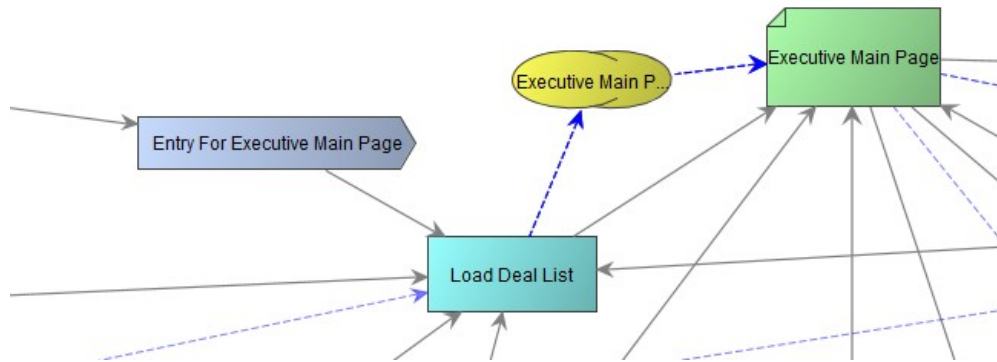 Executive Main Page
Executive Main P...
Entry For Executive Main Page
Load Deal List